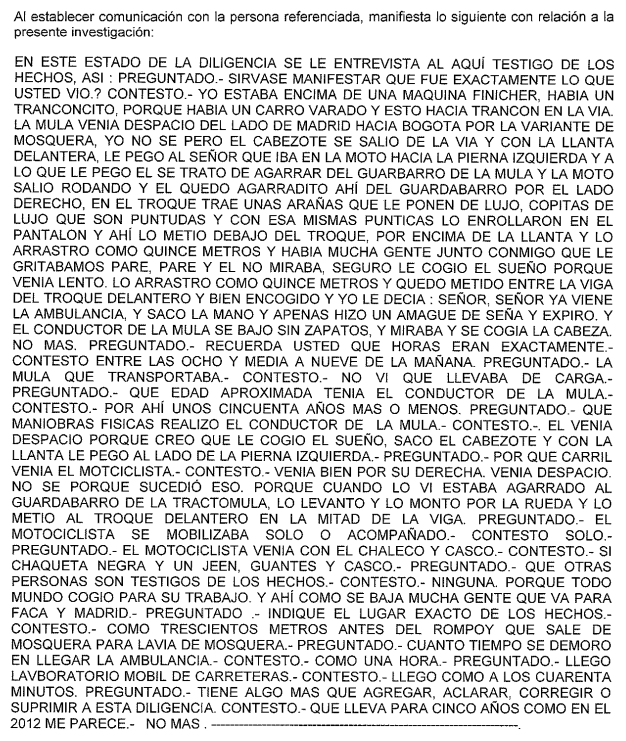 Al establecer comunicación con la persona referenciada, manifiesta lo siguiente con relación a la
presente investigación:
EN ESTE ESTADO DE LA DILIGENCIA SE LE ENTREVISTA AL AQUÍ TESTIGO DE LOS
HECHOS, ASI : PREGUNTADO.- SIRVASE MANIFESTAR QUE FUE EXACTAMENTE LO QUE
USTED VIO.? CONTESTO.- YO ESTABA ENCIMA DE UNA MAQUINA FINICHER, HABIA UN
TRANCONCITO, PORQUE HABIA UN CARRO VARADO Y ESTO HACIA TRANCON EN LA VIA.
LA MULA VENIA DESPACIO DEL LADO DE MADRID HACIA BOGOTA POR LA VARIANTE DE
MOSQUERA, YO NO SE PERO EL CABEZOTE SE SALIO DE LA VIA Y CON LA LLANTA
DELANTERA, LE PEGO AL SEÑOR QUE IBA EN LA MOTO HACIA LA PIERNA IZQUIERDA Y A
LO QUE LE PEGO EL SE TRATO DE AGARRAR DEL GUARBARRO DE LA MULA Y LA MOTO
SALIO RODANDO Y EL QUEDO AGARRADITO AHÍ DEL GUARDABARRO POR EL LADO
DERECHO, EN EL TROQUE TRAE UNAS ARAÑAS QUE LE PONEN DE LUJO, COPITAS DE
LUJO QUE SON PUNTUDAS Y CON ESA MISMAS PUNTICAS LO ENROLLARON EN EL
PANTALON Y AHÍ LO METIO DEBAJO DEL TROQUE, POR ENCIMA DE LA LLANTA Y LO
ARRASTRO COMO QUINCE METROS Y HABIA MUCHA GENTE JUNTO CONMIGO QUE LE
GRITABAMOS PARE, PARE Y EL NO MIRABA, SEGURO LE COGIO EL SUEÑO PORQUE
VENIA LENTO. LO ARRASTRO COMO QUINCE METROS Y QUEDO METIDO ENTRE LA VIGA
DEL TROQUE DELANTERO Y BIEN ENCOGIDO Y YO LE DECIA : SEÑOR, SEÑOR YA VIENE
LA AMBULANCIA, Y SACO LA MANO Y APENAS HIZO UN AMAGUE DE SEÑA Y EXPIRO. Y
EL CONDUCTOR DE LA MULA SE BAJO SIN ZAPATOS, Y MIRABA Y SE COGIA LA CABEZA.
NO MAS. PREGUNTADO.- RECUERDA USTED QUE HORAS ERAN EXACTAMENTE.-
CONTESTO ENTRE LAS OCHO Y MEDIA A NUEVE DE LA MAÑANA. PREGUNTADO.- LA
MULA QUE TRANSPORTABA.- CONTESTO.- NO VI QUE LLEVABA DE CARGA.-
PREGUNTADO.- QUE EDAD APROXIMADA TENIA EL CONDUCTOR DE LA MULA.-
CONTESTO.- POR AHÍ UNOS CINCUENTA AÑOS MAS O MENOS. PREGUNTADO.- QUE
MANIOBRAS FISICAS REALIZO EL CONDUCTOR DE LA MULA.- CONTESTO.-. EL VENIA
DESPACIO PORQUE CREO QUE LE COGIO EL SUEÑO, SACO EL CABEZOTE Y CON LA
LLANTA LE PEGO AL LADO DE LA PIERNA IZQUIERDA.- PREGUNTADO.- POR QUE CARRIL
VENIA EL MOTCICLISTA.- CONTESTO.- VENIA BIEN POR SU DERECHA. VENIA DESPACIO.
NO SE PORQUE SUCEDIÓ ESO. PORQUE CUANDO LO VI ESTABA AGARRADO AL
GUARDABARRO DE LA TRACTOMULA, LO LEVANTO Y LO MONTO POR LA RUEDA Y LO
METIO AL TROQUE DELANTERO EN LA MITAD DE LA VIGA. PREGUNTADO.- EL
MOTOCICLISTA SE MOBILIZABA SOLO O ACOMPAÑADO.- CONTESTO SOLO.-
PREGUNTADO.- EL MOTOCICLISTA VENIA CON EL CHALECO Y CASCO.- CONTESTO.- SI
CHAQUETA NEGRA Y UN JEEN, GUANTES Y CASCO.- PREGUNTADO.- QUE OTRAS
PERSONAS SON TESTIGOS DE LOS HECHOS.- CONTESTO.- NINGUNA. PORQUE TODO
MUNDO COGIO PARA SU TRABAJO. Y AHÍ COMO SE BAJA MUCHA GENTE QUE VA PARA
FACA Y MADRID.- PREGUNTADO .- INDIQUE EL LUGAR EXACTO DE LOS HECHOS.-
CONTESTO.- COMO TRESCIENTOS METROS ANTES DEL ROMPOY QUE SALE DE
MOSQUERA PARA LAVIA DE MOSQUERA.- PREGUNTADO.- CUANTO TIEMPO SE DEMORO
EN LLEGAR LA AMBULANCIA.- CONTESTO.- COMO UNA HORA.- PREGUNTADO.- LLEGO
LAVBORATORIO MOBIL DE CARRETERAS.- CONTESTO.- LLEGO COMO A LOS CUARENTA
MINUTOS. PREGUNTADO.- TIENE ALGO MAS QUE AGREGAR, ACLARAR, CORREGIR O
SUPRIMIR A ESTA DILIGENCIA. CONTESTO.- QUE LLEVA PARA CINCO AÑOS COMO EN EL
2012 ME PARECE.- NO MAS . ----------------------------------------------------------.